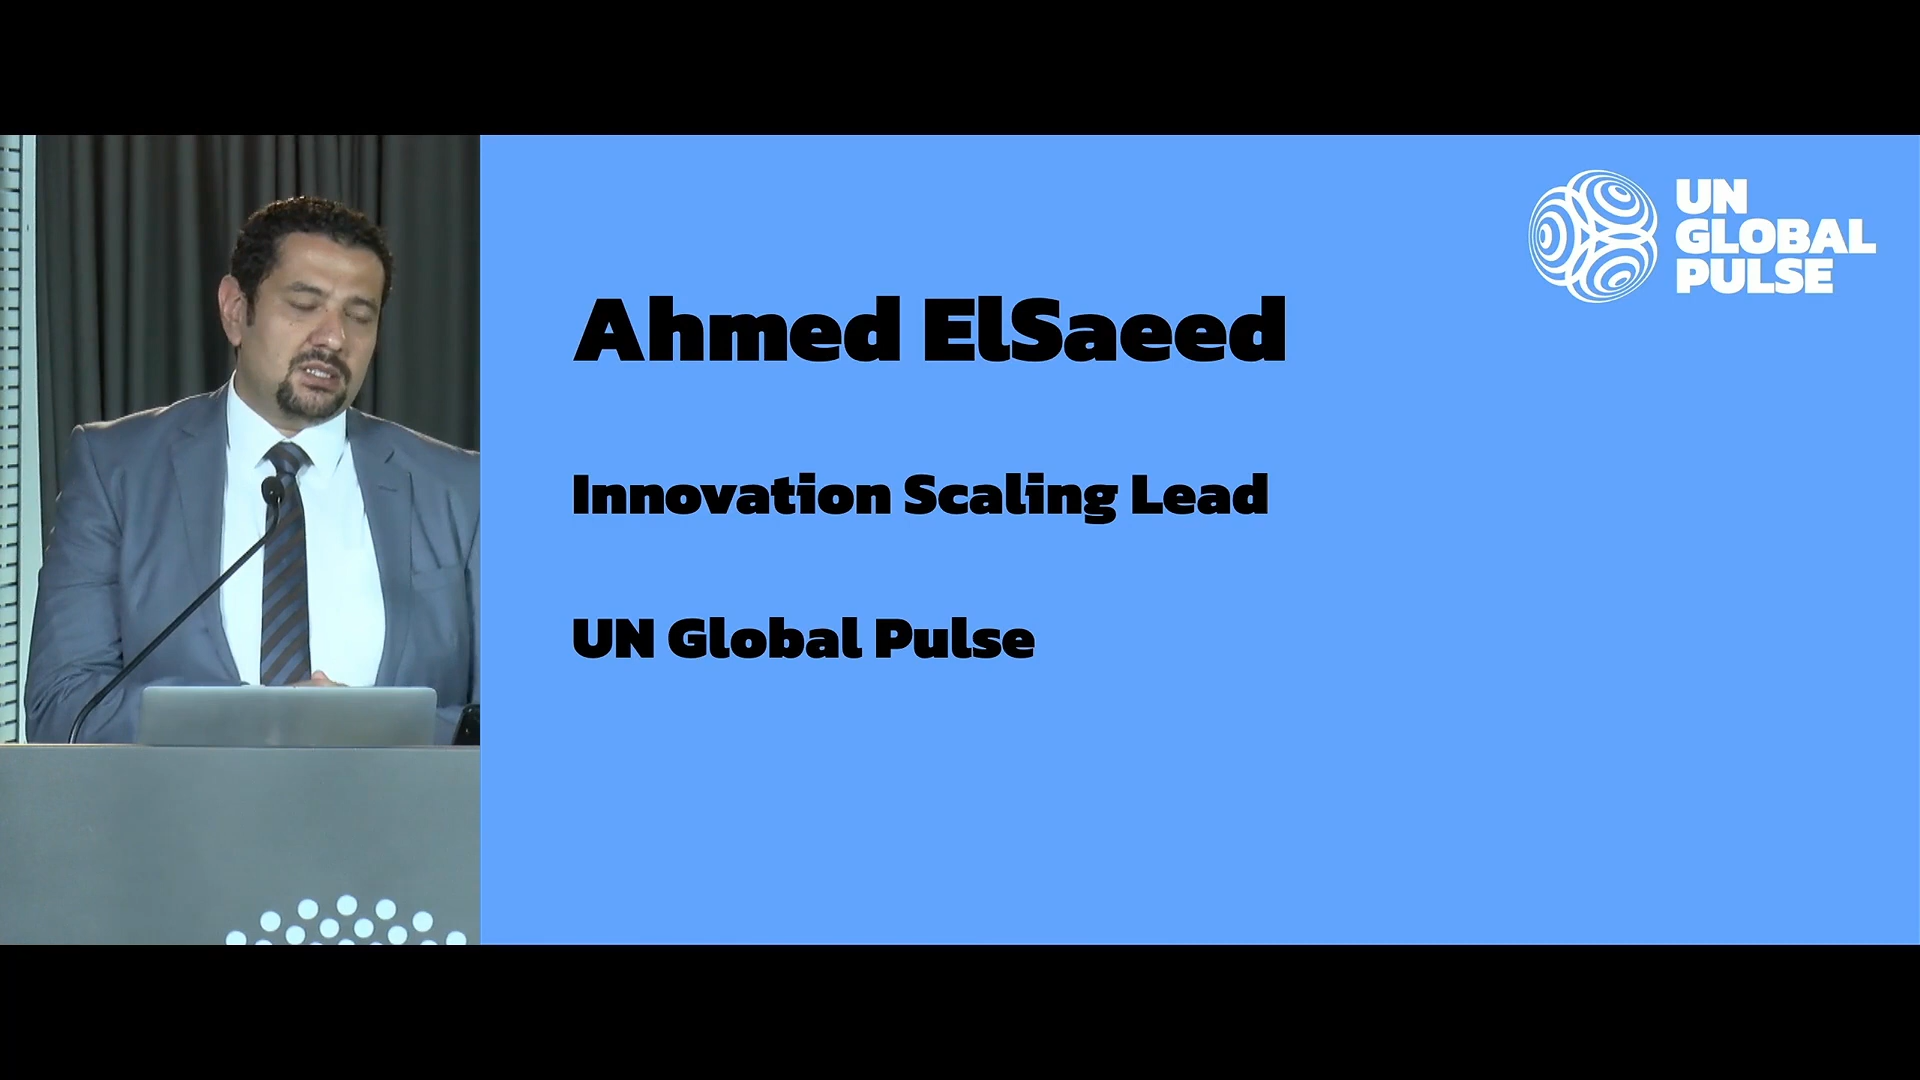 UN
GLOBAL
PULSE
Ahmed ElSaeed
Innovation Scaling Lead
UN Global Pulse